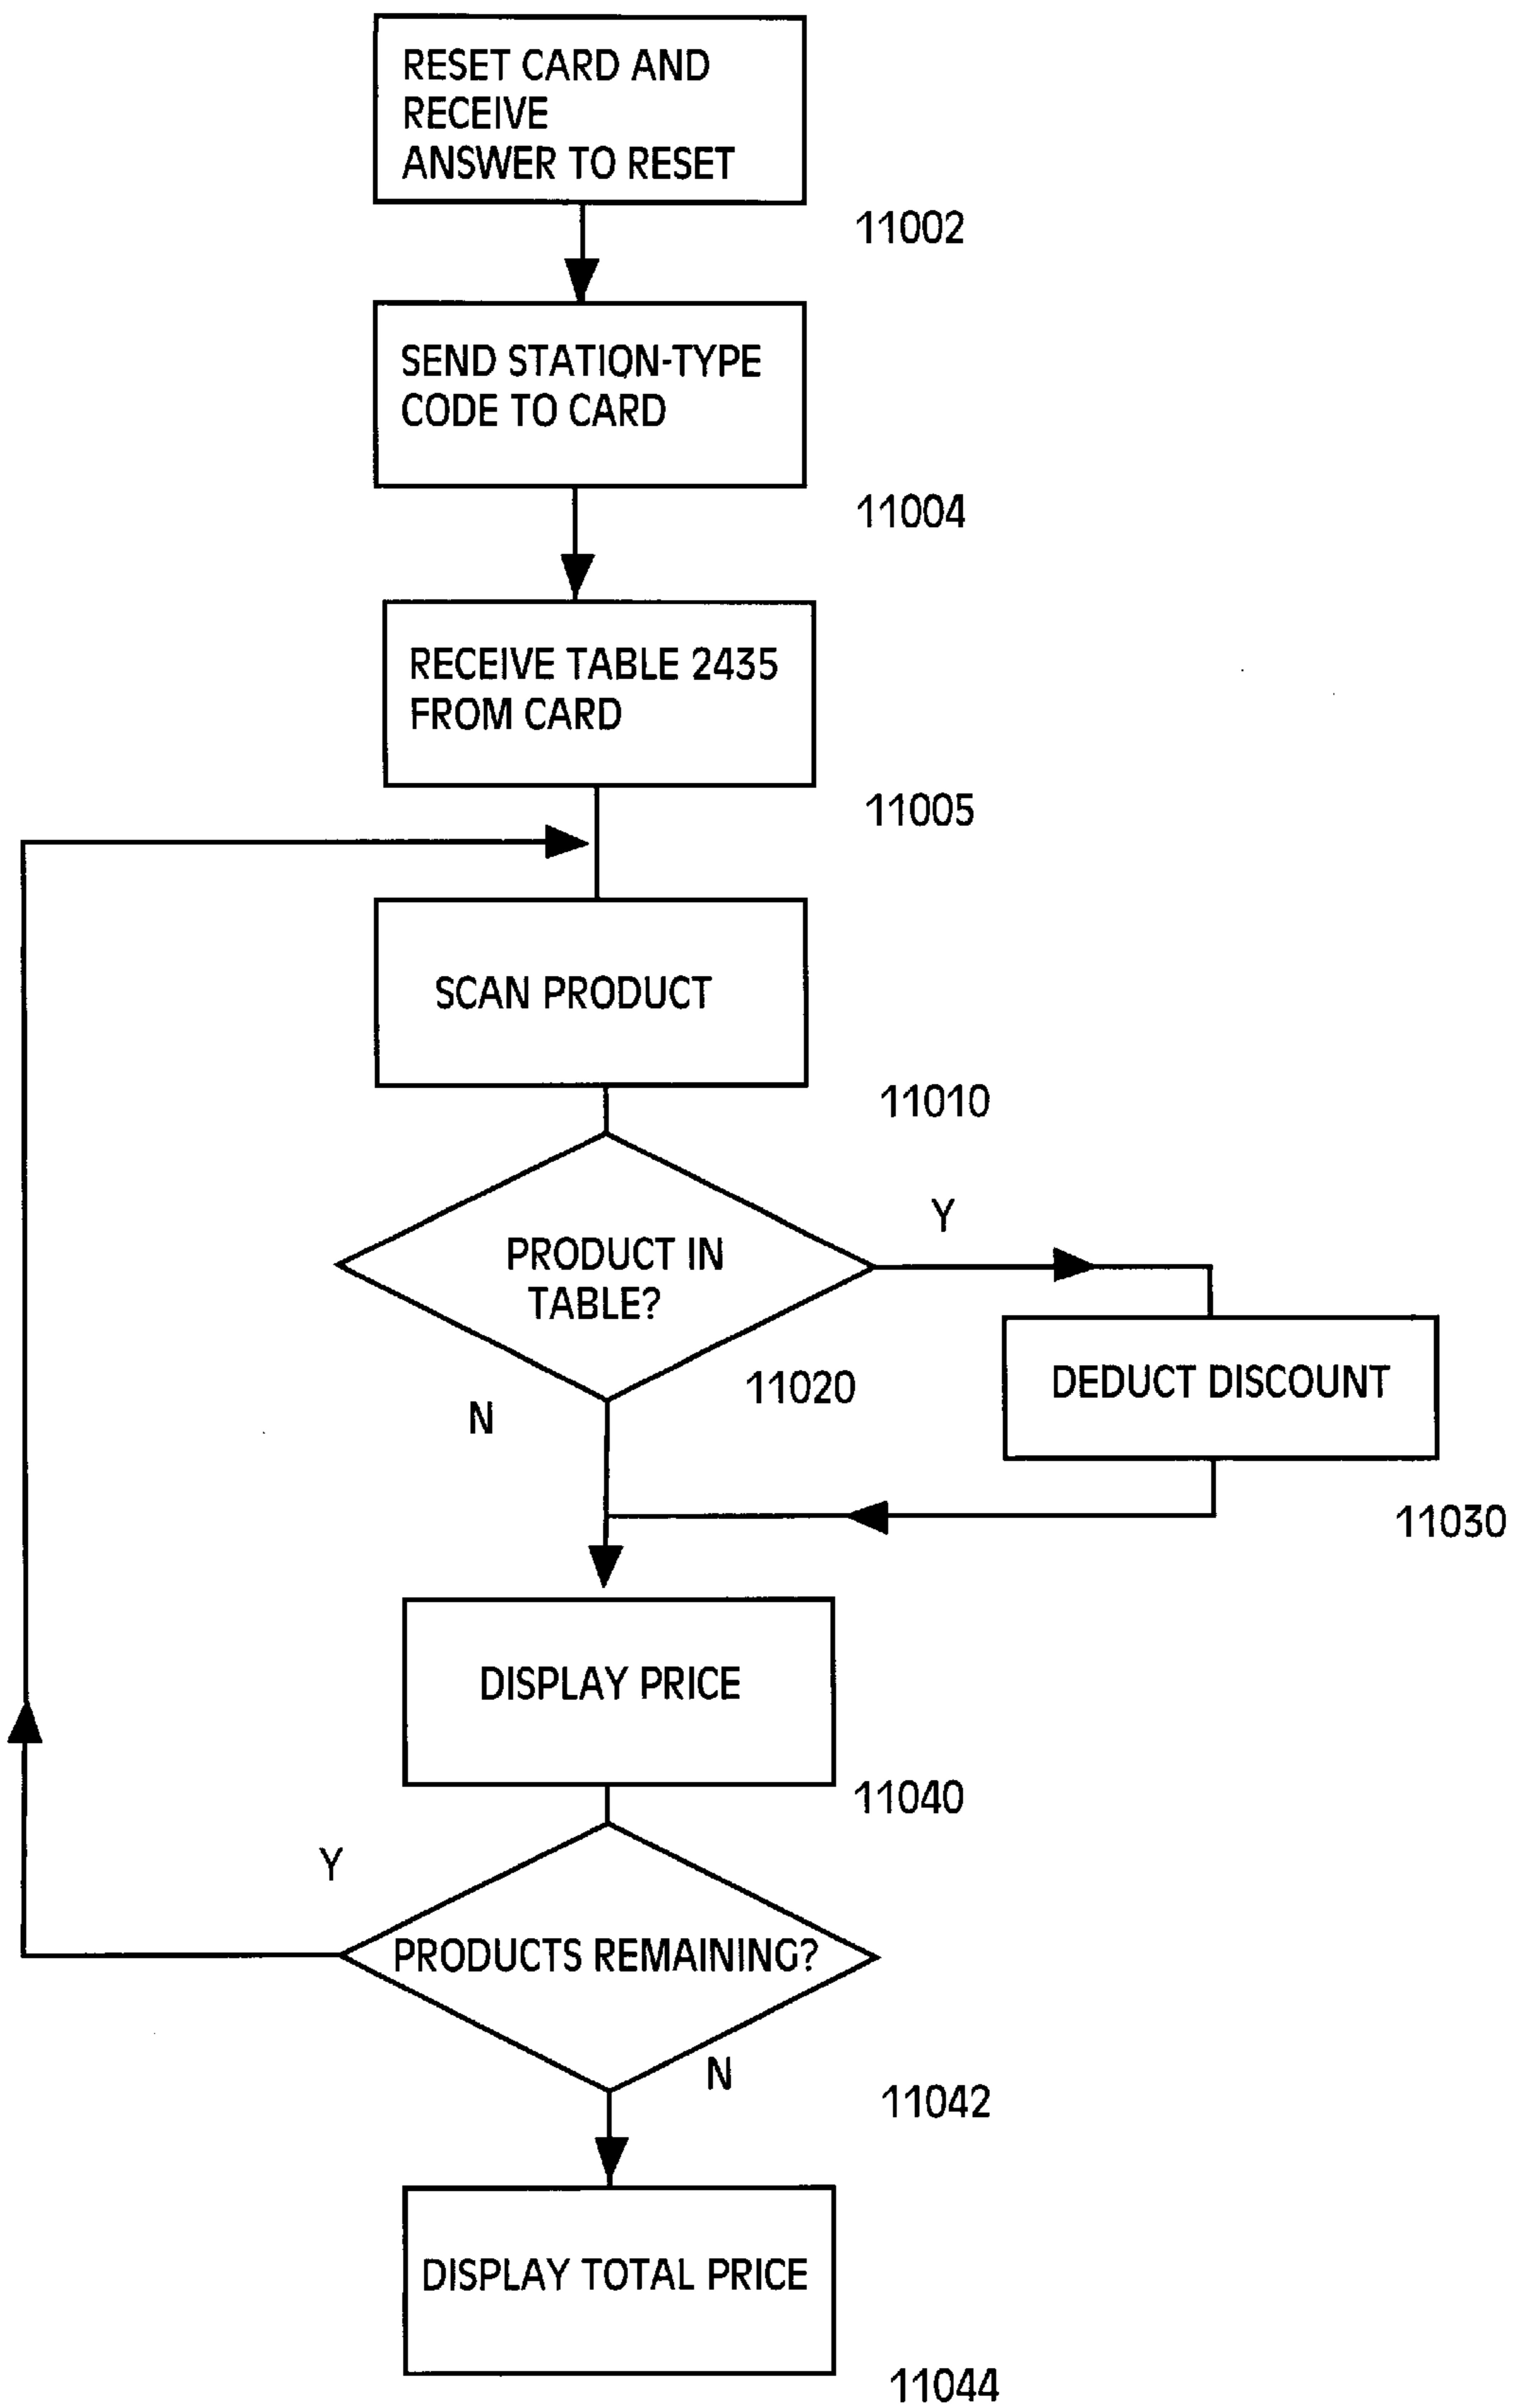 RESET CARD AND
RECEIVE
ANSWER TO RESET
11002
SEND STATION-TYPE
CODE TO CARD
11004
RECEIVE TABLE 2435
FROM CARD
11005
SCAN PRODUCT
11010
PRODUCT IN
TABLE?
Y
11020
N
DEDUCT DISCOUNT
11030
DISPLAY PRICE
11040
Y
PRODUCTS REMAINING?
N
11042
DISPLAY TOTAL PRICE
11044